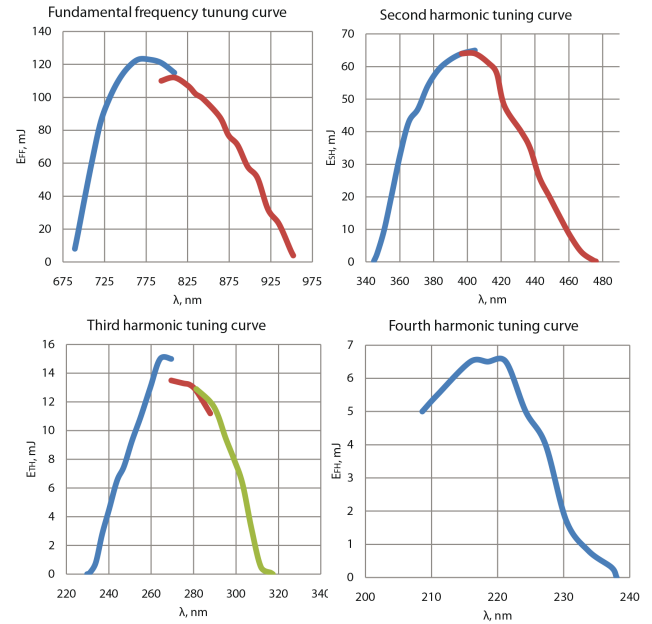 Fundamental frequency tunung curve
140
120
100
80
60
40
20
0
EFF, mJ
675 725 775 825 875 925 975
λ, nm
Second harmonic tuning curve
70
60
50
40
30
20
10
0
ESH, mJ
340 360 380 400 420 440 460 480
λ, nm
Third harmonic tuning curve
16
14
12
10
8
6
4
2
0
ETH, mJ
220 240 260 280 300 320 34(
λ, nm
Fourth harmonic tuning curve
7
6
5
4
3
2
1
0
EFH, mJ
200 210 220 230 240
λ, nm